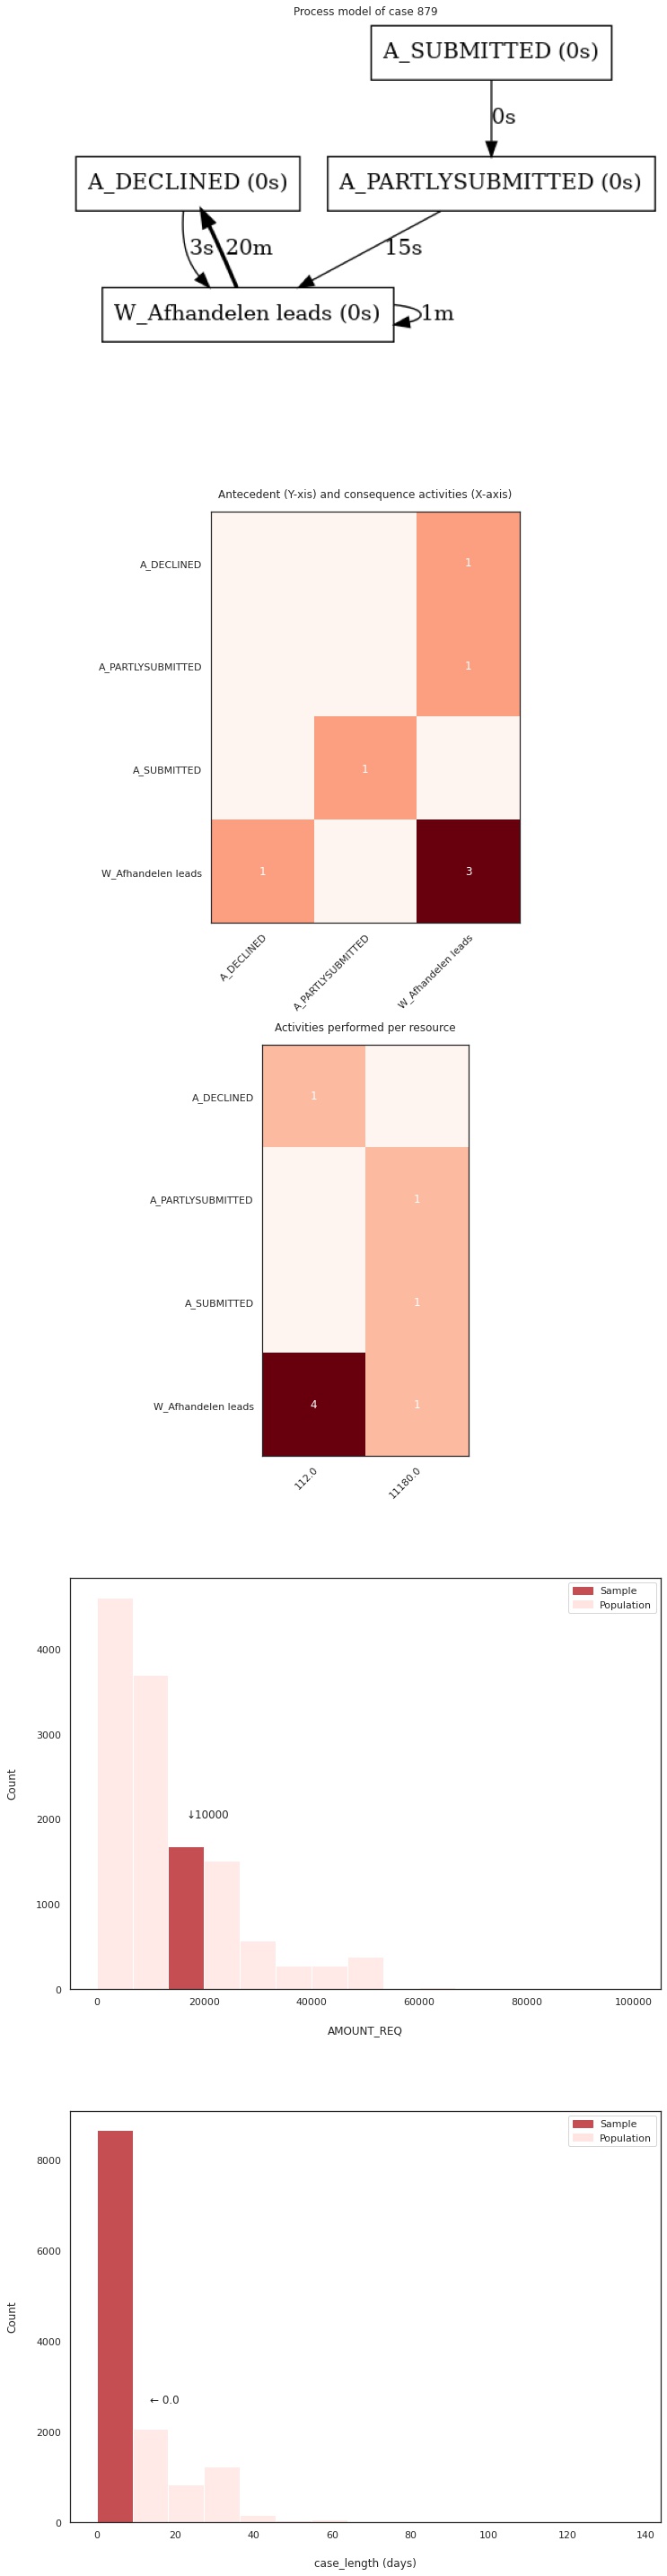 Process model of case 879
A_SUBMITTED (0s)
0s
A_DECLINED (0s)
A_PARTLYSUBMITTED (0s)
3s
20m
15s
W_Afhandelen leads (0s)
1m
Antecedent (Y-xis) and consequence activities (X-axis)
A_DECLINED
1
A_PARTLYSUBMITTED
1
A_SUBMITTED
1
W_Afhandelen leads
1
3
A_DECLINED
A_PARTLYSUBMITTED
W_Afhandelen leads
Activities performed per resource
A_DECLINED
1
A_PARTLYSUBMITTED
1
A_SUBMITTED
1
W_Afhandelen leads
4
1
112.0
11180.0
Sample
Population
4000
3000
2000
1000
0
Count
↓10000
0
20000
40000
60000
80000
100000
AMOUNT_REQ
Sample
Population
8000
6000
4000
2000
0
Count
← 0.0
0
20
40
60
80
100
120
140
case_length (days)